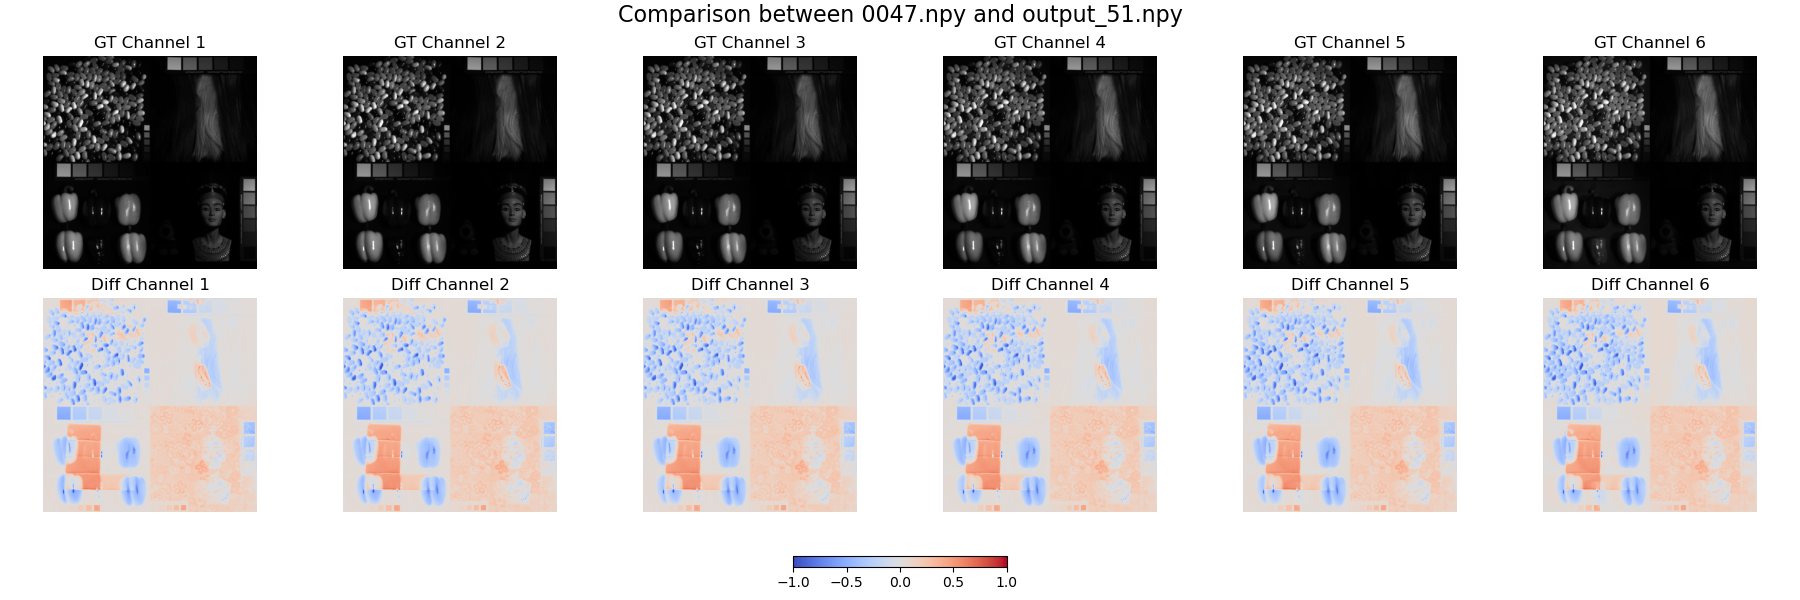 Comparison between 0047.npy and output_51.npy
GT Channel 1 GT Channel 2 GT Channel 3 GT Channel 4 GT Channel 5 GT Channel 6
Diff Channel 1 Diff Channel 2 Diff Channel 3 Diff Channel 4 Diff Channel 5 Diff Channel 6
−1.0 −0.5 0.0 0.5 1.0